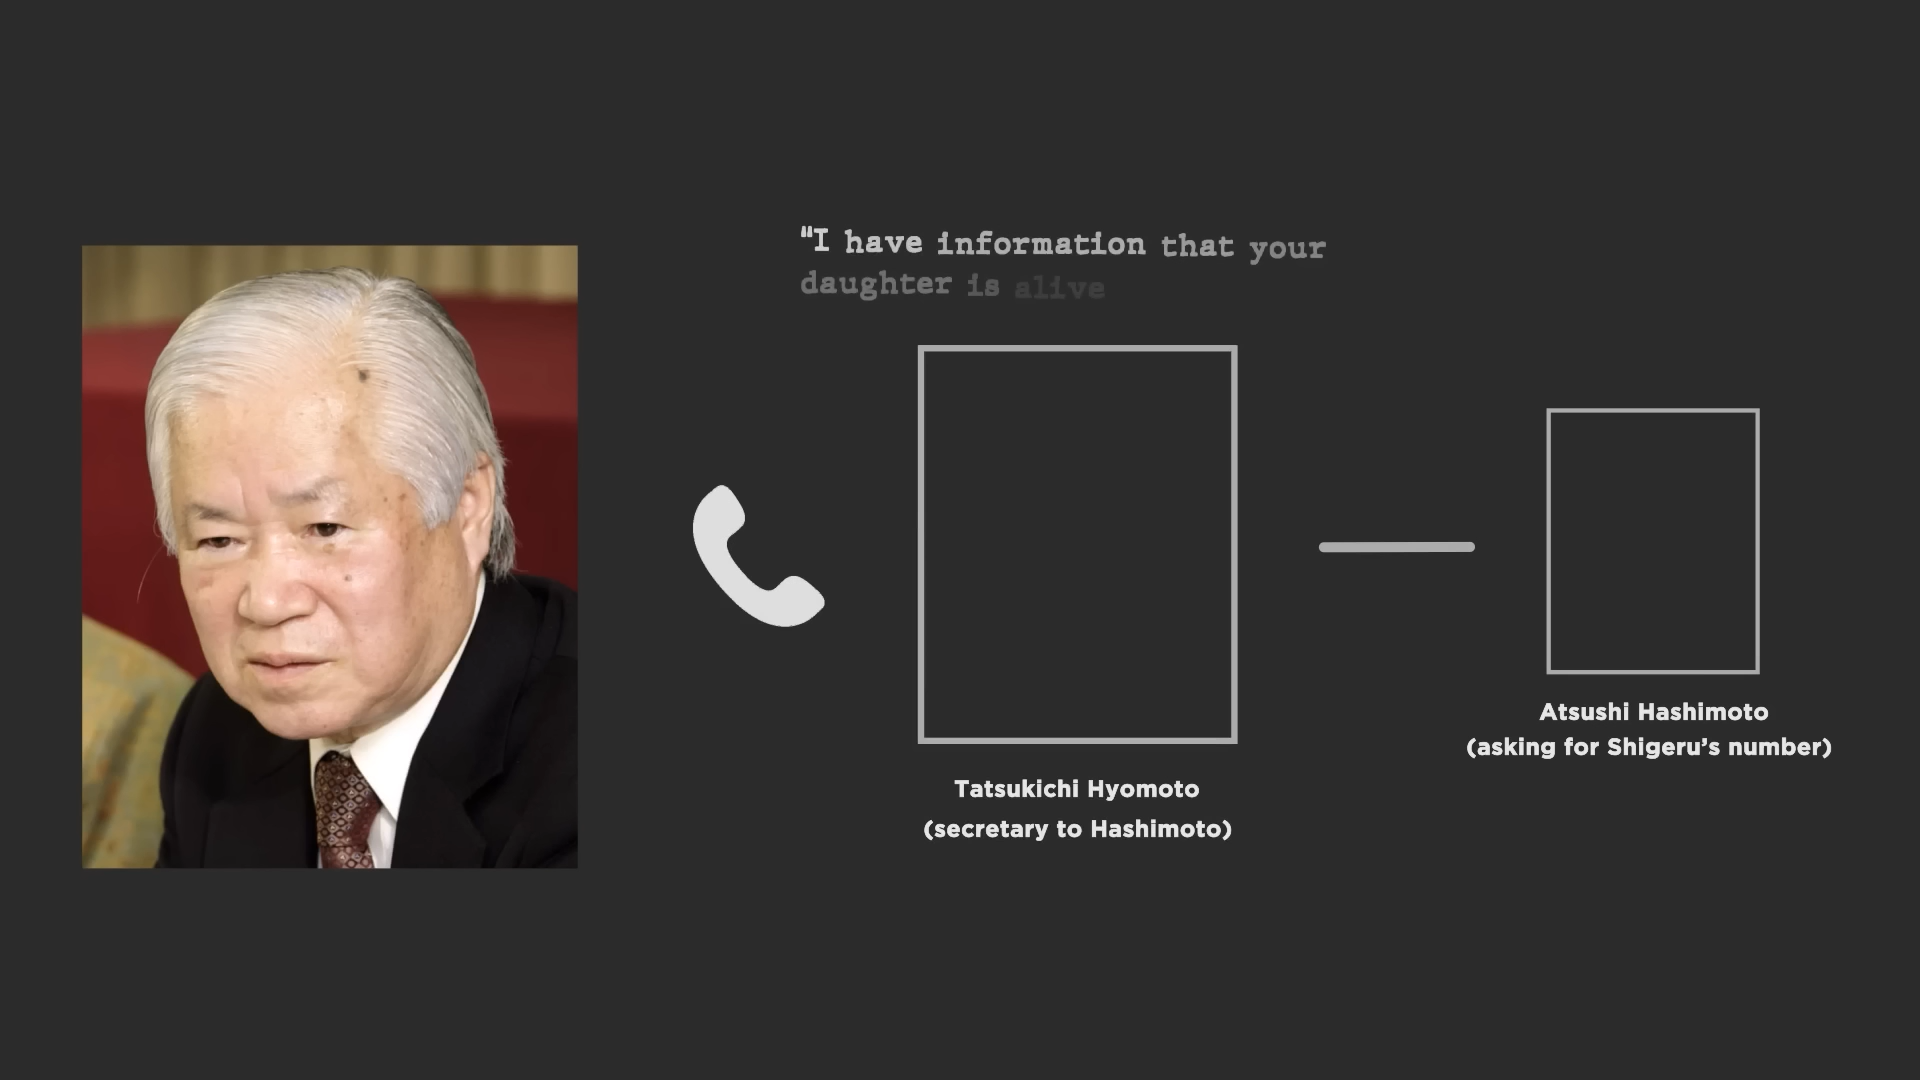 “I have information that your
daughter is alive
Tatsukichi Hyomoto
(secretary to Hashimoto)
Atsushi Hashimoto
(asking for Shigeru’s number)